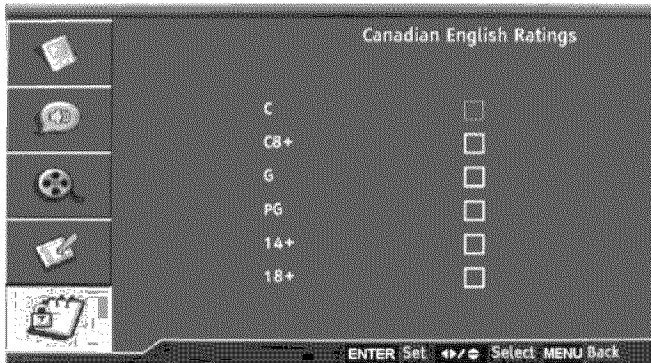 Canadian English Ratings
C
C8+
G
PG
14+
18+
ENTER Set ◄►/▲▼ Select MENU Back